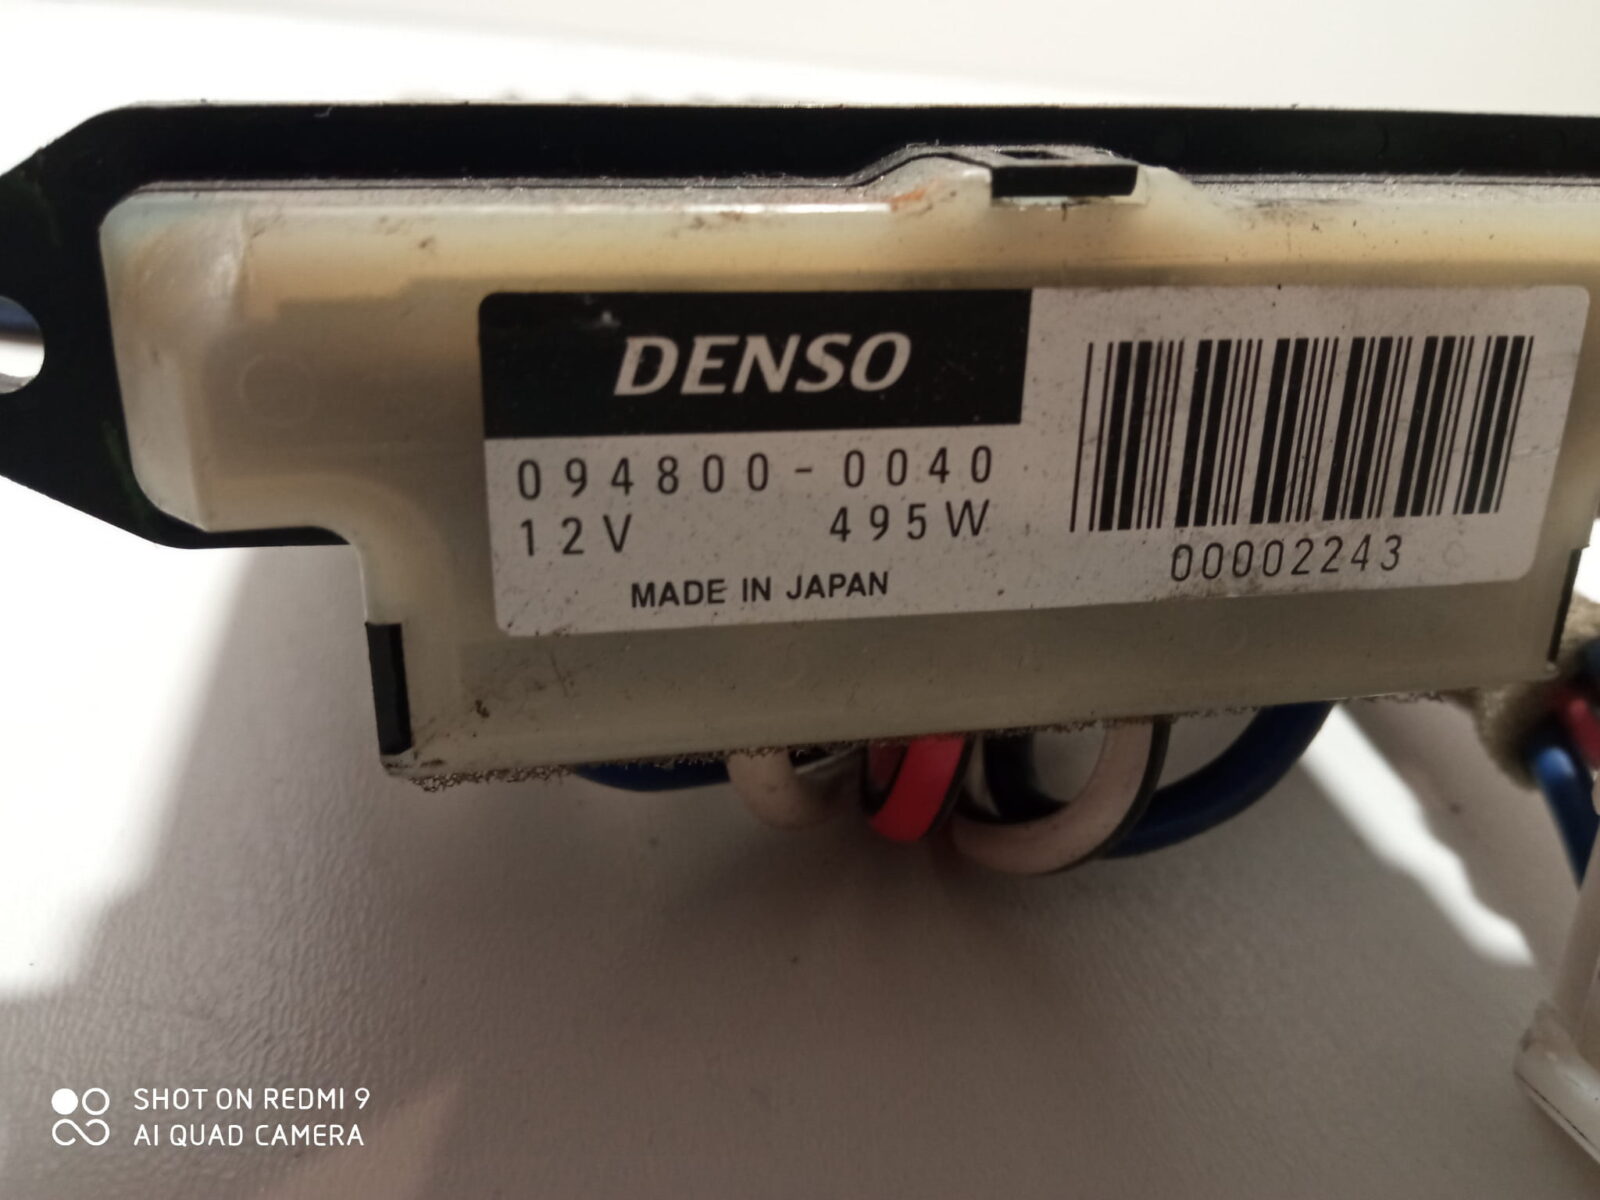 DENSO
094800-0040
12V 495W
MADE IN JAPAN
00002243
SHOT ON REDMI 9
AI QUAD CAMERA